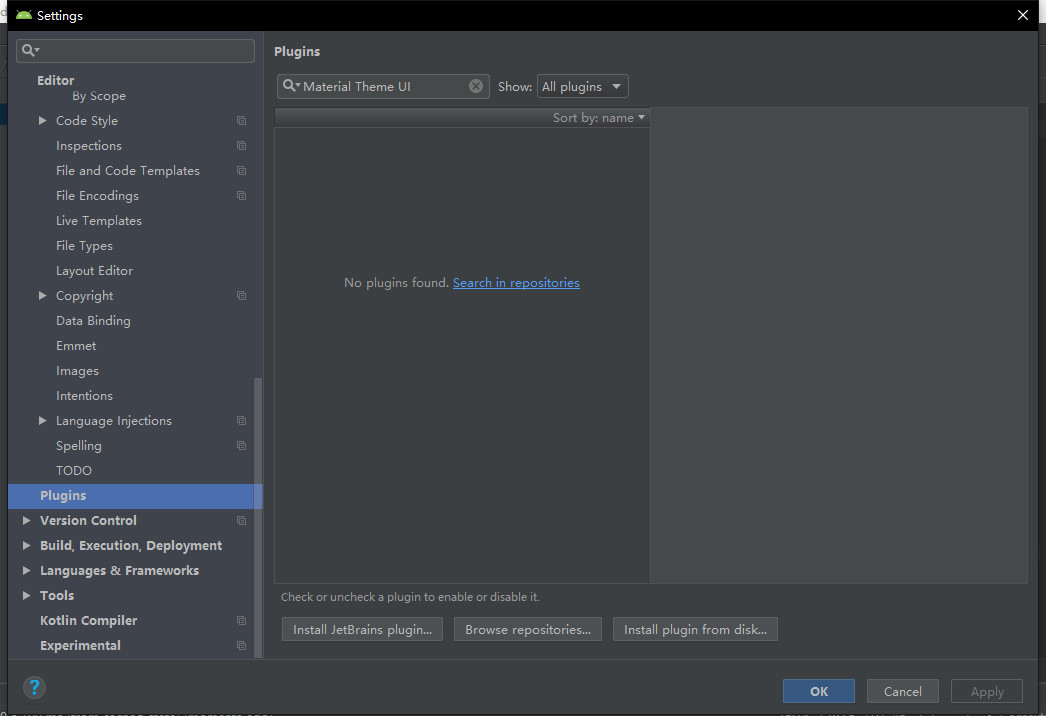 Settings
Plugins
Editor
By Scope
Code Style
Inspections
File and Code Templates
File Encodings
Live Templates
File Types
Layout Editor
Copyright
Data Binding
Emmet
Images
Intentions
Language Injections
Spelling
TODO
Plugins
Version Control
Build, Execution, Deployment
Languages & Frameworks
Tools
Kotlin Compiler
Experimental
Material Theme UI
Show: All plugins
Sort by: name
No plugins found. Search in repositories
Check or uncheck a plugin to enable or disable it.
Install JetBrains plugin... Browse repositories... Install plugin from disk...
? OK Cancel Apply